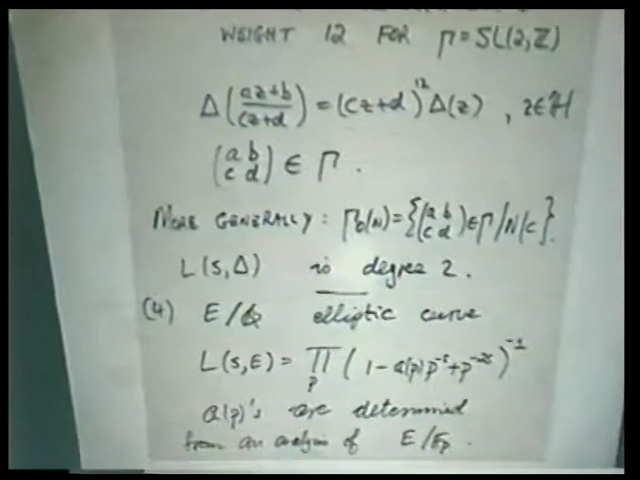 WEIGHT 12 FOR Γ = SL(2,ℤ)
Δ((az+b)/(cz+d)) = (cz+d)^12 Δ(z) , z∈ℍ
(a b; c d) ∈ Γ .
MORE GENERALLY : Γ₀(N) = {(a b; c d) ∈ Γ / N|c}.
L(s,Δ) is degree 2.
(4) E/ℚ elliptic curve
L(s,E) = ∏_p (1 - a(p)p^-s + p^-2s)^-1
a(p)'s are determined
from an analysis of E/𝔽p .